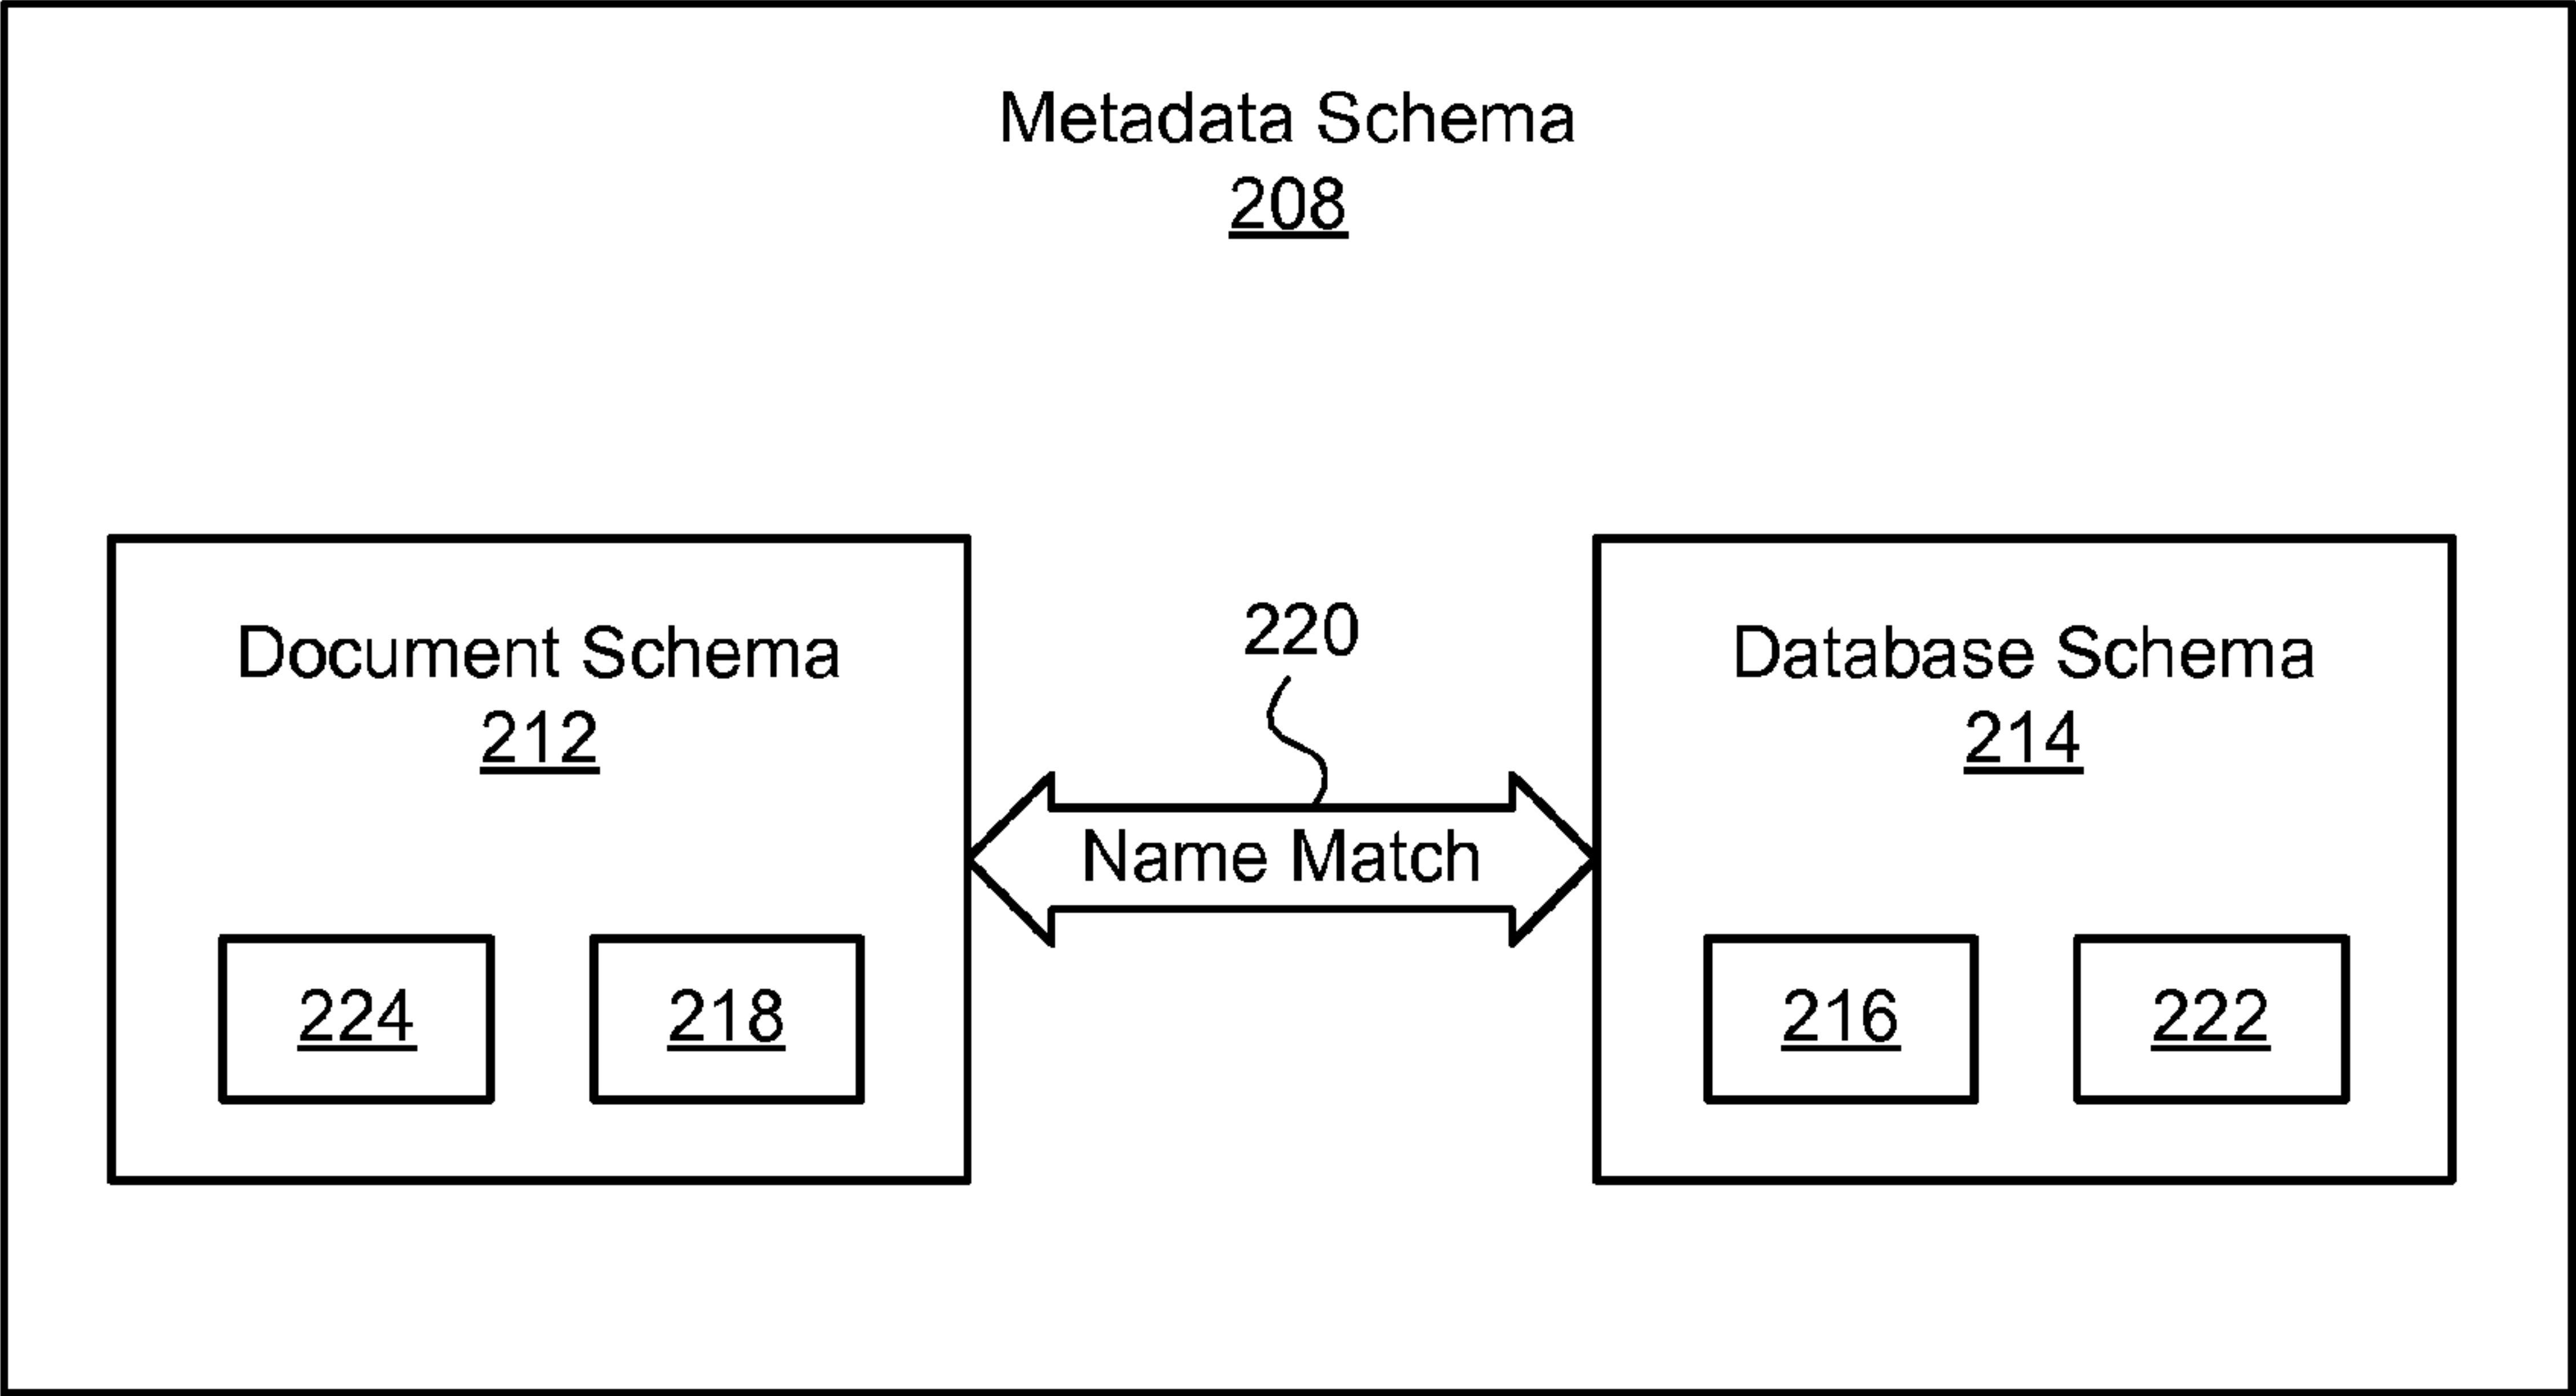 Metadata Schema
208
Document Schema
212
220
Database Schema
214
Name Match
224
218
216
222